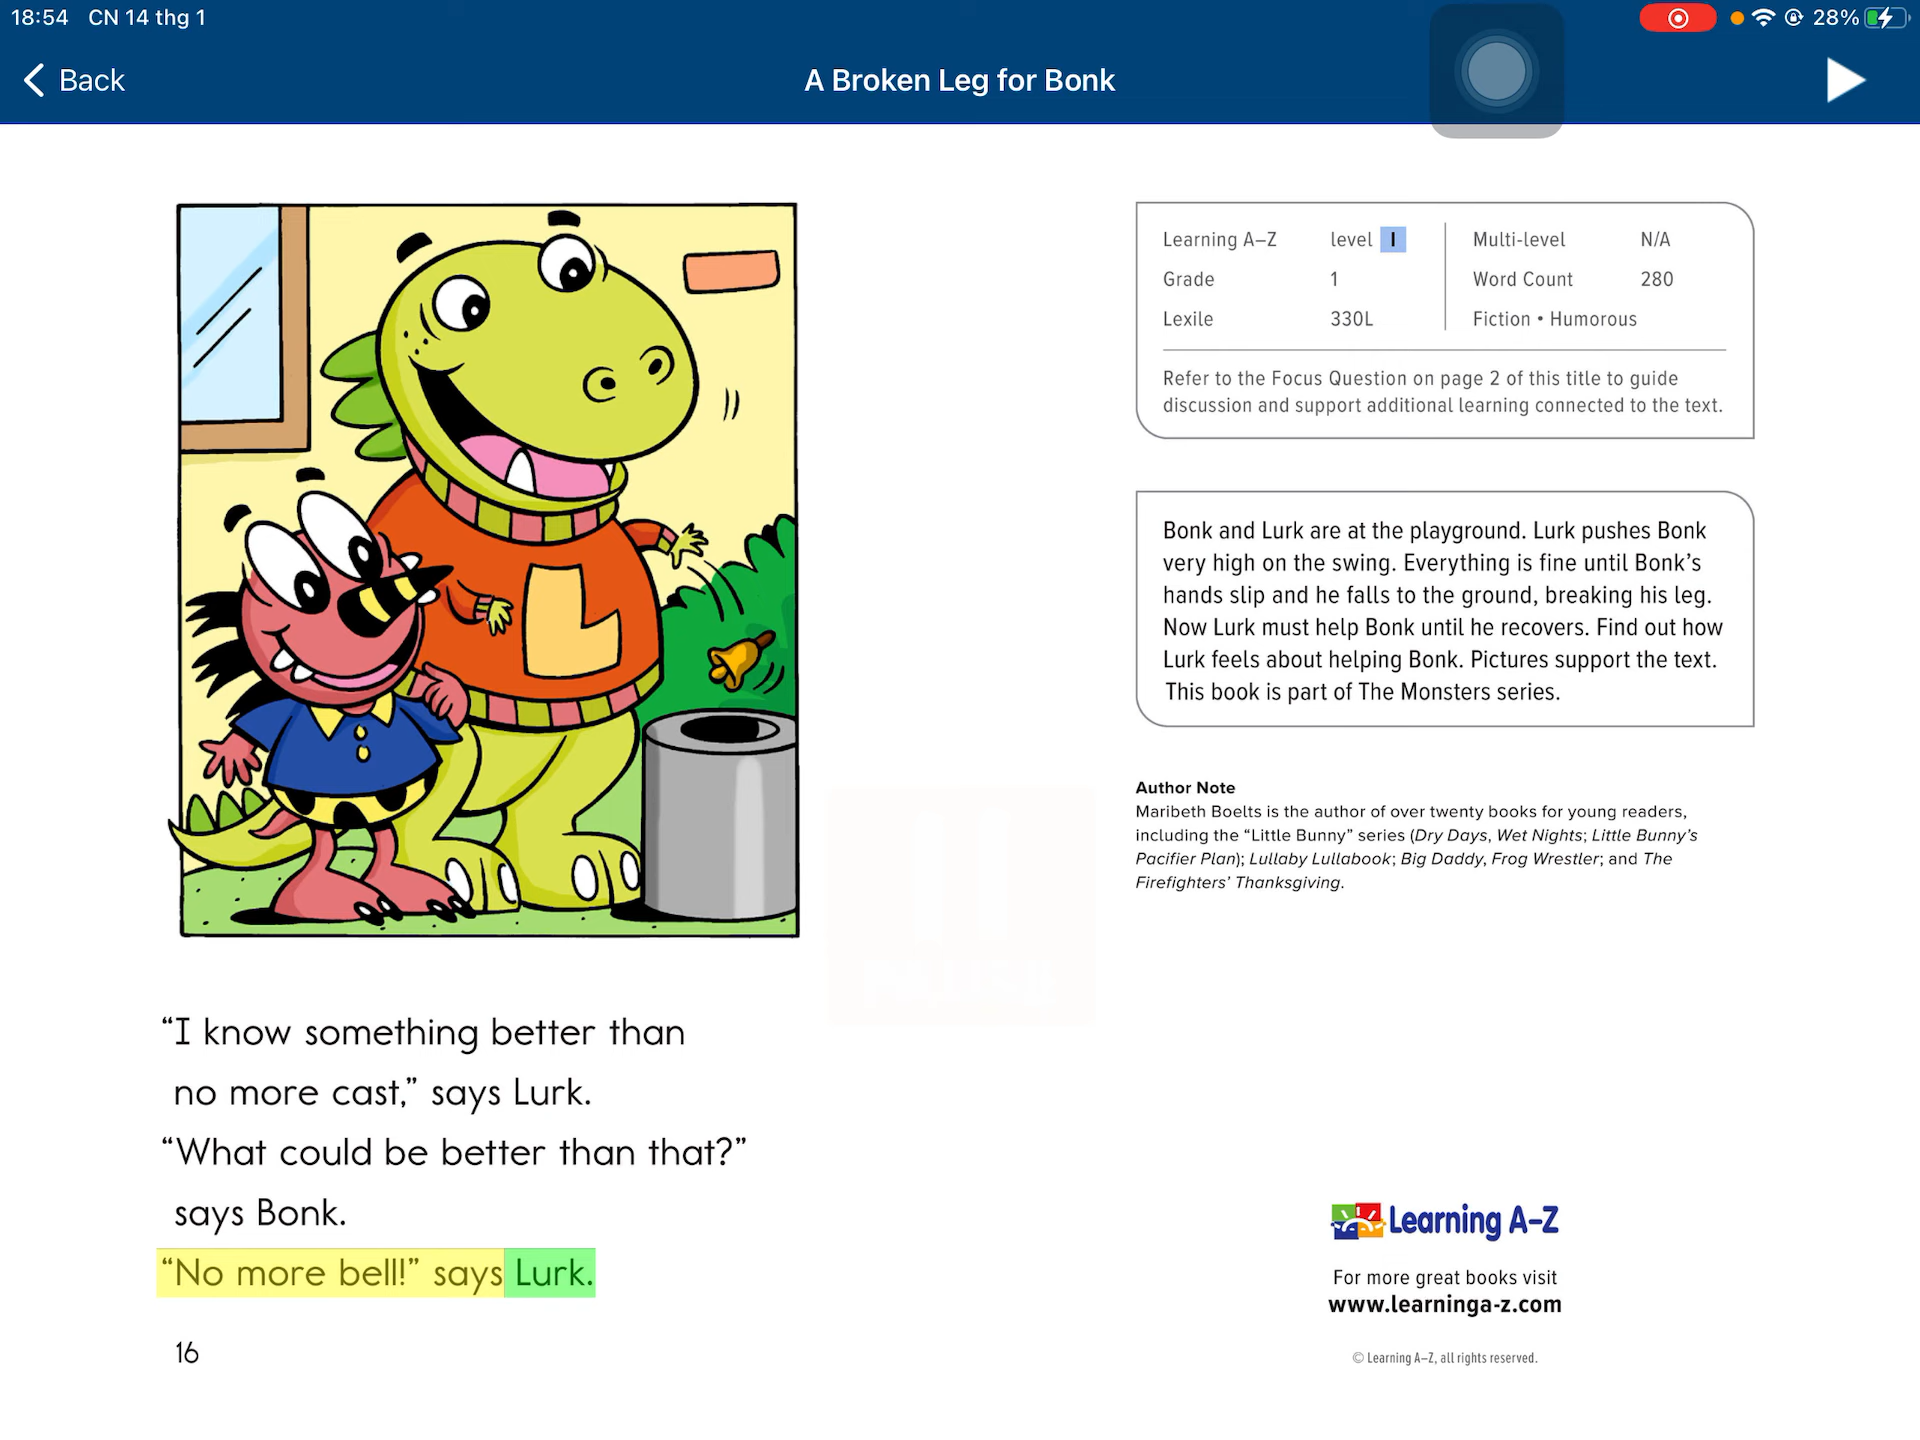 18:54 CN 14 thg 1
28%
Back
A Broken Leg for Bonk
L
"I know something better than
no more cast," says Lurk.
"What could be better than that?"
says Bonk.
"No more bell!" says Lurk.
16
Learning A–Z level I
Grade 1
Lexile 330L
Multi-level N/A
Word Count 280
Fiction • Humorous
Refer to the Focus Question on page 2 of this title to guide
discussion and support additional learning connected to the text.
Bonk and Lurk are at the playground. Lurk pushes Bonk
very high on the swing. Everything is fine until Bonk's
hands slip and he falls to the ground, breaking his leg.
Now Lurk must help Bonk until he recovers. Find out how
Lurk feels about helping Bonk. Pictures support the text.
This book is part of The Monsters series.
Author Note
Maribeth Boelts is the author of over twenty books for young readers,
including the "Little Bunny" series (Dry Days, Wet Nights; Little Bunny's
Pacifier Plan); Lullaby Lullabook; Big Daddy, Frog Wrestler; and The
Firefighters' Thanksgiving.
Learning A–Z
For more great books visit
www.learninga-z.com
© Learning A–Z, all rights reserved.